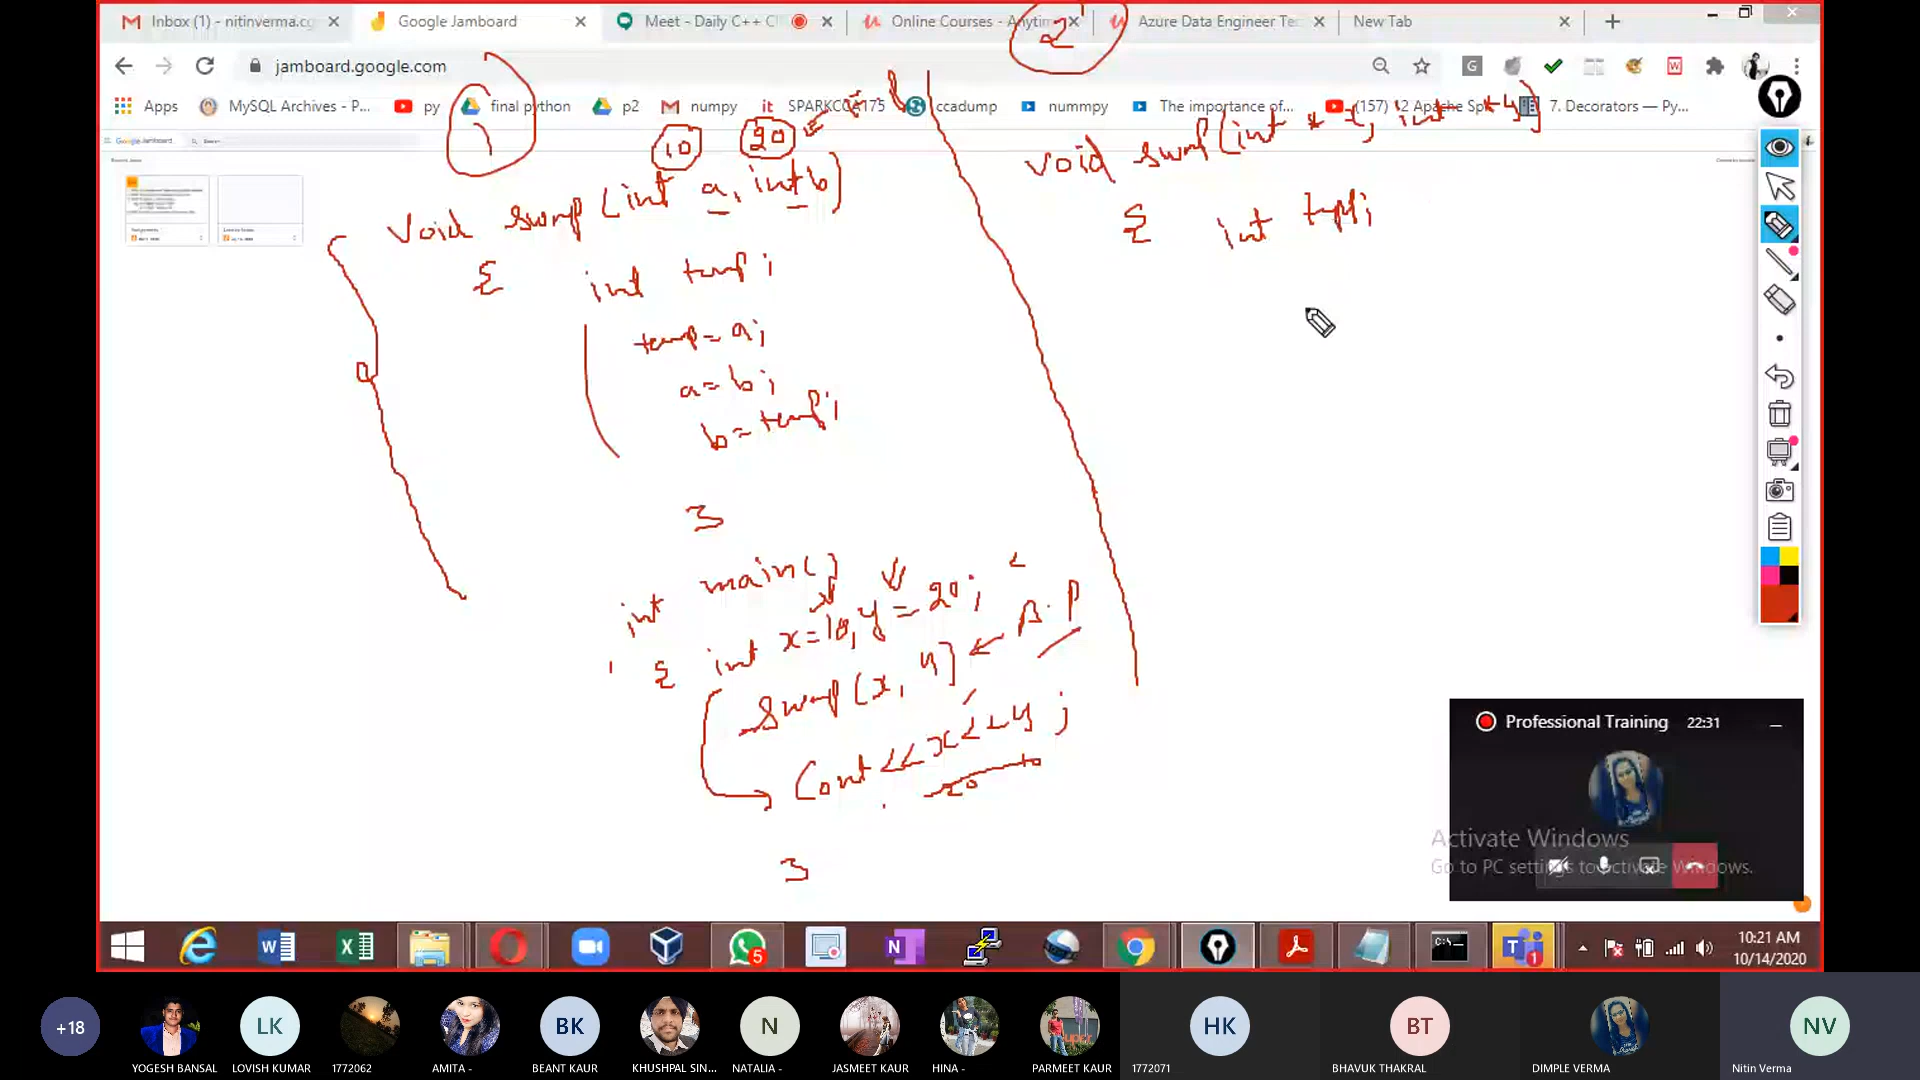 Inbox (1) - nitinverma.cg
Google Jamboard
Meet - Daily C++ Cl
Online Courses - Anytim
Azure Data Engineer Te
New Tab
jamboard.google.com
Apps
MySQL Archives - P...
py
final python
p2
numpy
it SPARKCCA175
ccadump
nummpy
The importance of...
(157) 12 Apache Sp
7. Decorators — Py...
1
2
10
20
void swap (int a, int b)
{ int temp;
temp = a;
a = b;
b = temp;
}
int main()
{ int x=10, y = 20;
swap (x, y)
Cout << x << y ;
20
}
void swap (int * x, int * y)
{ int
Professional Training 22:31
Activate Windows
Go to PC settings to activate Windows.
5
1
10:21 AM
10/14/2020
+18
LK
BK
N
HK
BT
NV
YOGESH BANSAL
LOVISH KUMAR
1772062
AMITA -
BEANT KAUR
KHUSHPAL SIN...
NATALIA -
JASMEET KAUR
HINA -
PARMEET KAUR
1772071
BHAVUK THAKRAL
DIMPLE VERMA
Nitin Verma